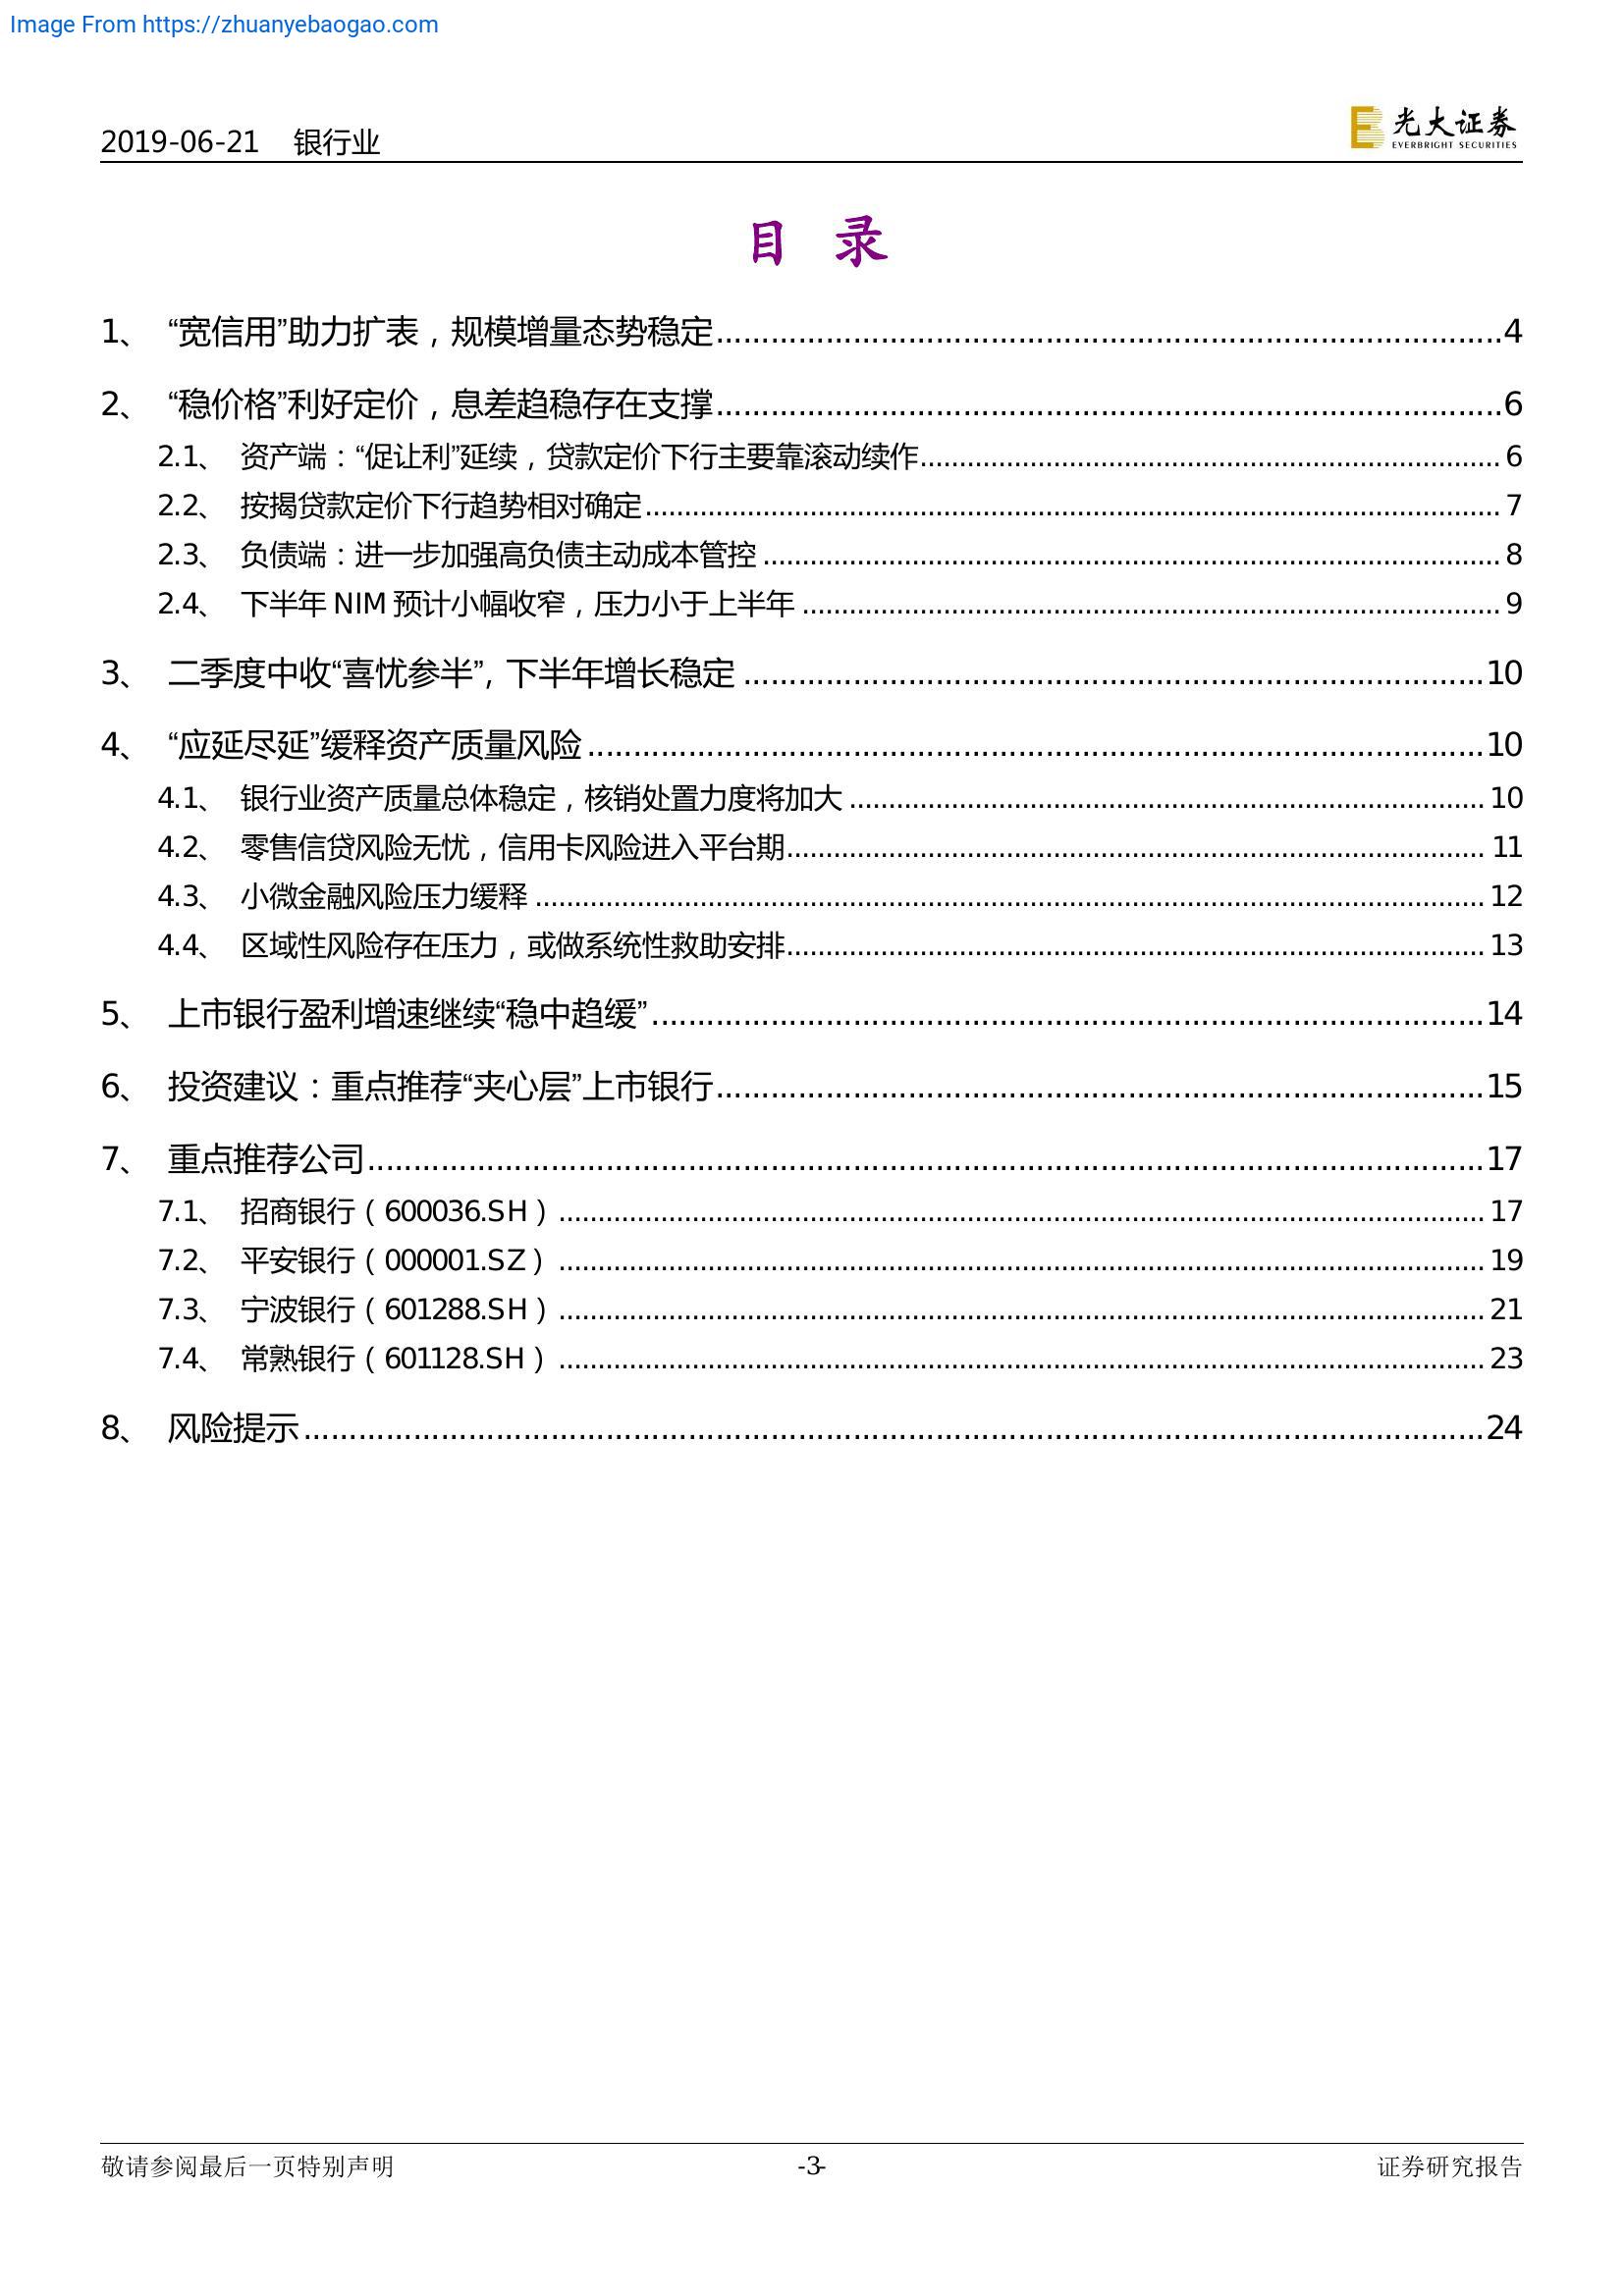 Image From https://zhuanyebaogao.com
2019-06-21 银行业
光大证券
EVERBRIGHT SECURITIES
目 录
1、 “宽信用”助力扩表，规模增量态势稳定 4
2、 “稳价格”利好定价，息差趋稳存在支撑 6
2.1、 资产端：“促让利”延续，贷款定价下行主要靠滚动续作 6
2.2、 按揭贷款定价下行趋势相对确定 7
2.3、 负债端：进一步加强高负债主动成本管控 8
2.4、 下半年 NIM 预计小幅收窄，压力小于上半年 9
3、 二季度中收“喜忧参半”，下半年增长稳定 10
4、 “应延尽延”缓释资产质量风险 10
4.1、 银行业资产质量总体稳定，核销处置力度将加大 10
4.2、 零售信贷风险无忧，信用卡风险进入平台期 11
4.3、 小微金融风险压力缓释 12
4.4、 区域性风险存在压力，或做系统性救助安排 13
5、 上市银行盈利增速继续“稳中趋缓” 14
6、 投资建议：重点推荐“夹心层”上市银行 15
7、 重点推荐公司 17
7.1、 招商银行（600036.SH） 17
7.2、 平安银行（000001.SZ） 19
7.3、 宁波银行（601288.SH） 21
7.4、 常熟银行（601128.SH） 23
8、 风险提示 24
敬请参阅最后一页特别声明 -3- 证券研究报告